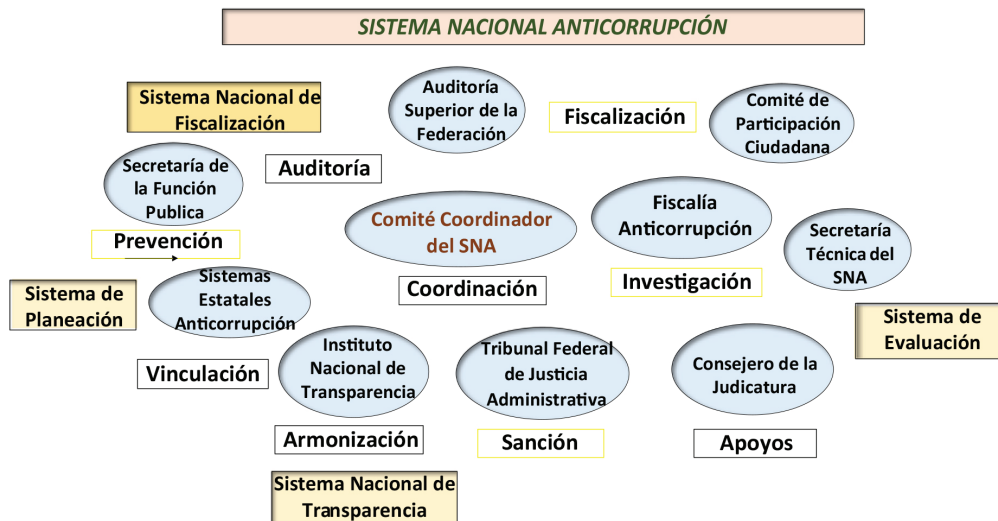 SISTEMA NACIONAL ANTICORRUPCIÓN
Sistema Nacional de
Fiscalización
Auditoría
Superior de la
Federación
Fiscalización
Comité de
Participación
Ciudadana
Auditoría
Secretaría de
la Función
Publica
Prevención
Comité Coordinador
del SNA
Coordinación
Fiscalía
Anticorrupción
Investigación
Secretaría
Técnica del
SNA
Sistema de
Planeación
Sistemas
Estatales
Anticorrupción
Vinculación
Sistema de
Evaluación
Instituto
Nacional de
Transparencia
Armonización
Tribunal Federal
de Justicia
Administrativa
Sanción
Consejero de la
Judicatura
Apoyos
Sistema Nacional de
Transparencia